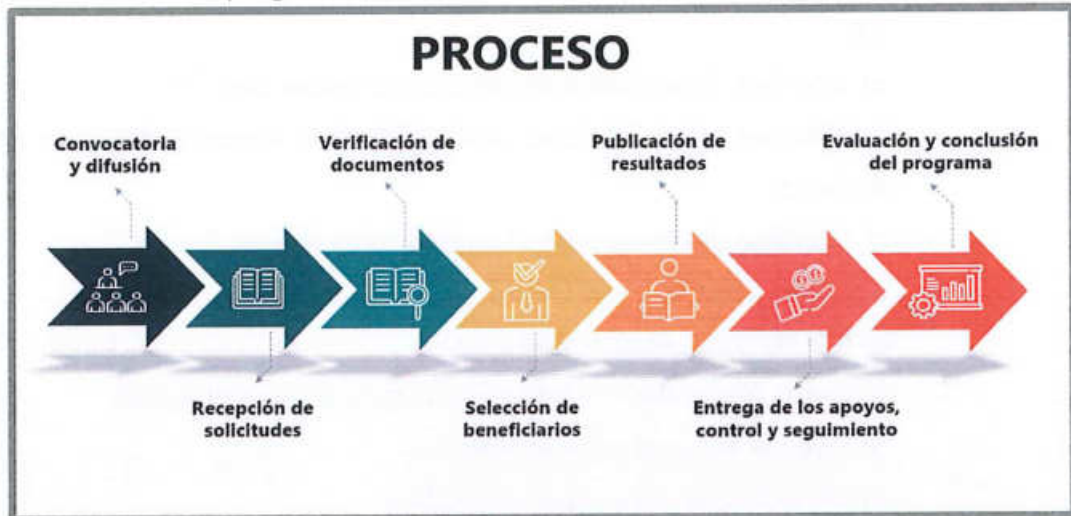 PROCESO
Convocatoria
y difusión
Verificación de
documentos
Publicación de
resultados
Evaluación y conclusión
del programa
Recepción de
solicitudes
Selección de
beneficiarios
Entrega de los apoyos,
control y seguimiento